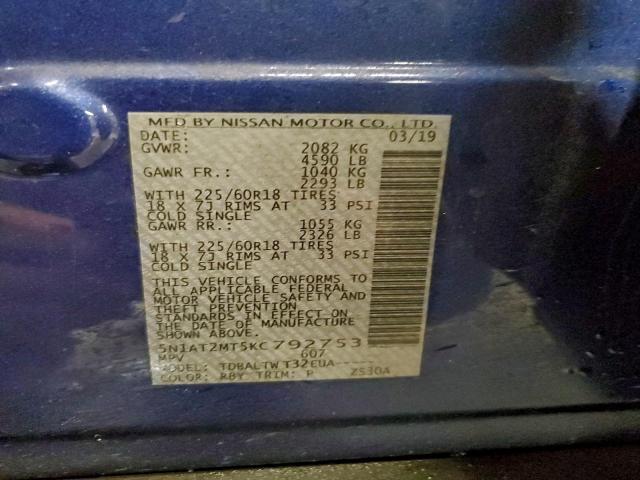 MFD BY NISSAN MOTOR CO., LTD.
DATE: 03/19
GVWR: 2082 KG
4590 LB
GAWR FR.: 1040 KG
2293 LB
WITH 225/60R18 TIRES
18 X 7J RIMS AT 33 PSI
COLD SINGLE
GAWR RR.: 1055 KG
2326 LB
WITH 225/60R18 TIRES
18 X 7J RIMS AT 33 PSI
COLD SINGLE
THIS VEHICLE CONFORMS TO
ALL APPLICABLE FEDERAL
MOTOR VEHICLE SAFETY AND
THEFT PREVENTION
STANDARDS IN EFFECT ON
THE DATE OF MANUFACTURE
SHOWN ABOVE.
5N1AT2MT5KC792753
MPV 607
MODEL: TDBALTWT32EUA-----
COLOR: RBY TRIM: P ZS30A